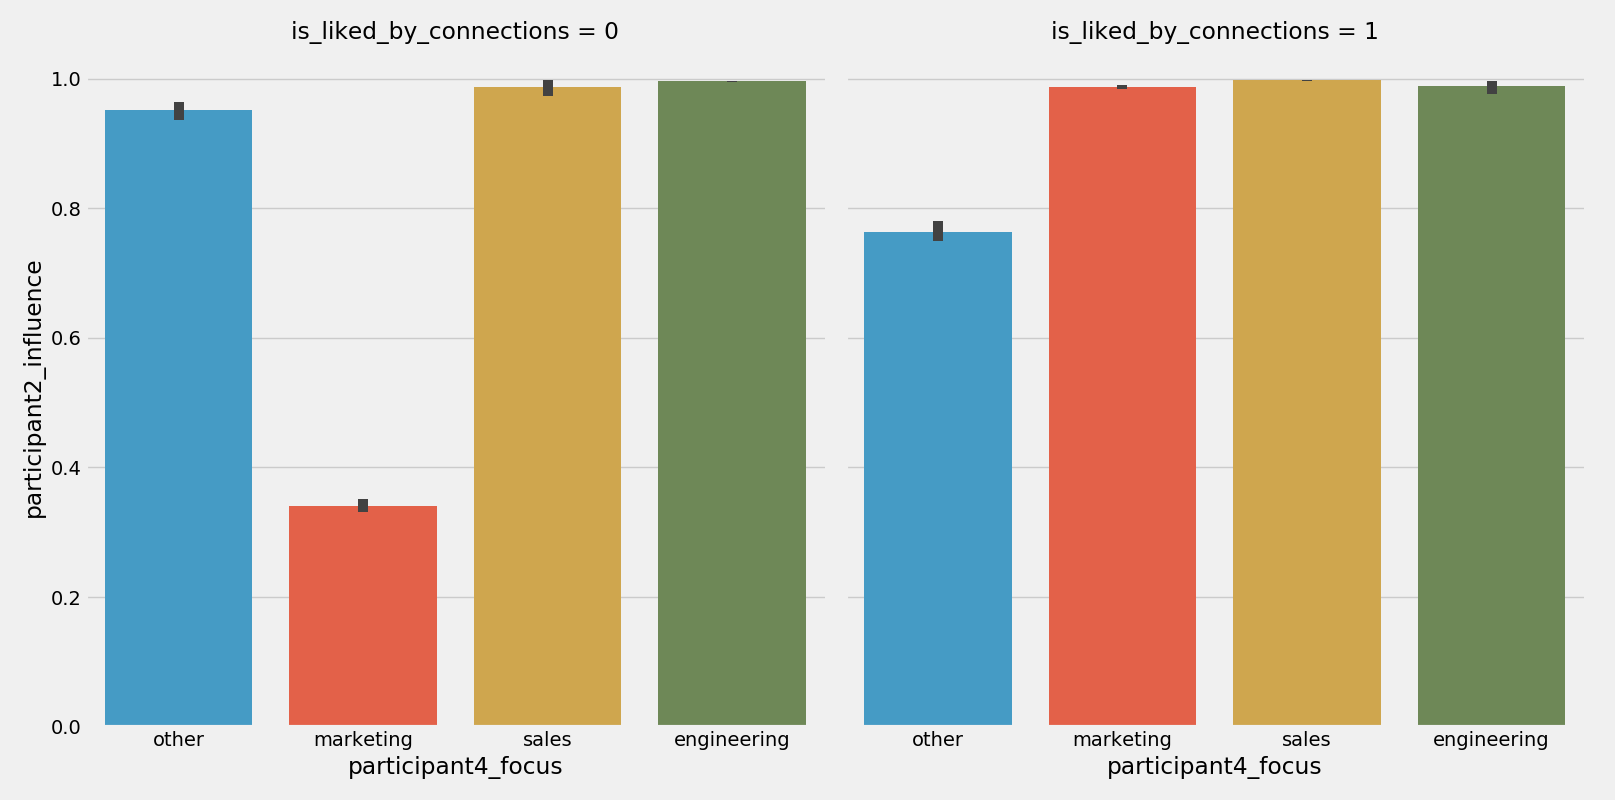 is_liked_by_connections = 0
is_liked_by_connections = 1
participant2_influence
1.0
0.8
0.6
0.4
0.2
0.0
other marketing sales engineering
other marketing sales engineering
participant4_focus
participant4_focus